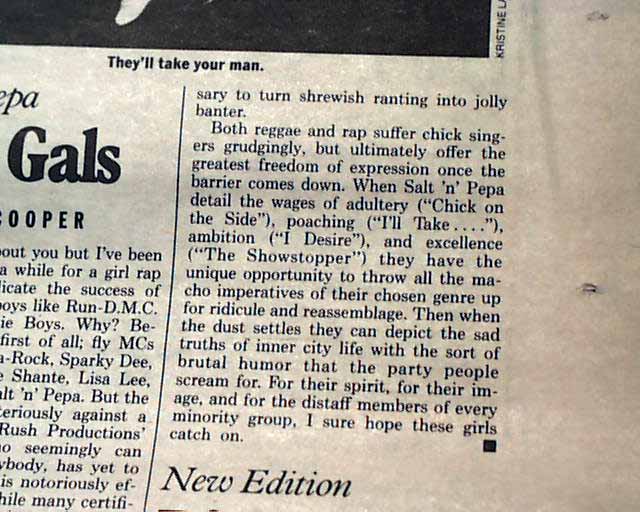 KRISTINE
They'll take your man.
epa
Gals
COOPER
out you but I've been
a while for a girl rap
licate the success of
oys like Run-D.M.C.
ie Boys. Why? Be-
first of all; fly MCs
a-Rock, Sparky Dee,
e Shante, Lisa Lee,
alt 'n' Pepa. But the
eriously against a
Rush Productions'
o seemingly can
ybody, has yet to
is notoriously ef-
hile many certifi-
sary to turn shrewish ranting into jolly
banter.
Both reggae and rap suffer chick sing-
ers grudgingly, but ultimately offer the
greatest freedom of expression once the
barrier comes down. When Salt 'n' Pepa
detail the wages of adultery ("Chick on
the Side"), poaching ("I'll Take . . . ."),
ambition ("I Desire"), and excellence
("The Showstopper") they have the
unique opportunity to throw all the ma-
cho imperatives of their chosen genre up
for ridicule and reassemblage. Then when
the dust settles they can depict the sad
truths of inner city life with the sort of
brutal humor that the party people
scream for. For their spirit, for their im-
age, and for the distaff members of every
minority group, I sure hope these girls
catch on.
New Edition